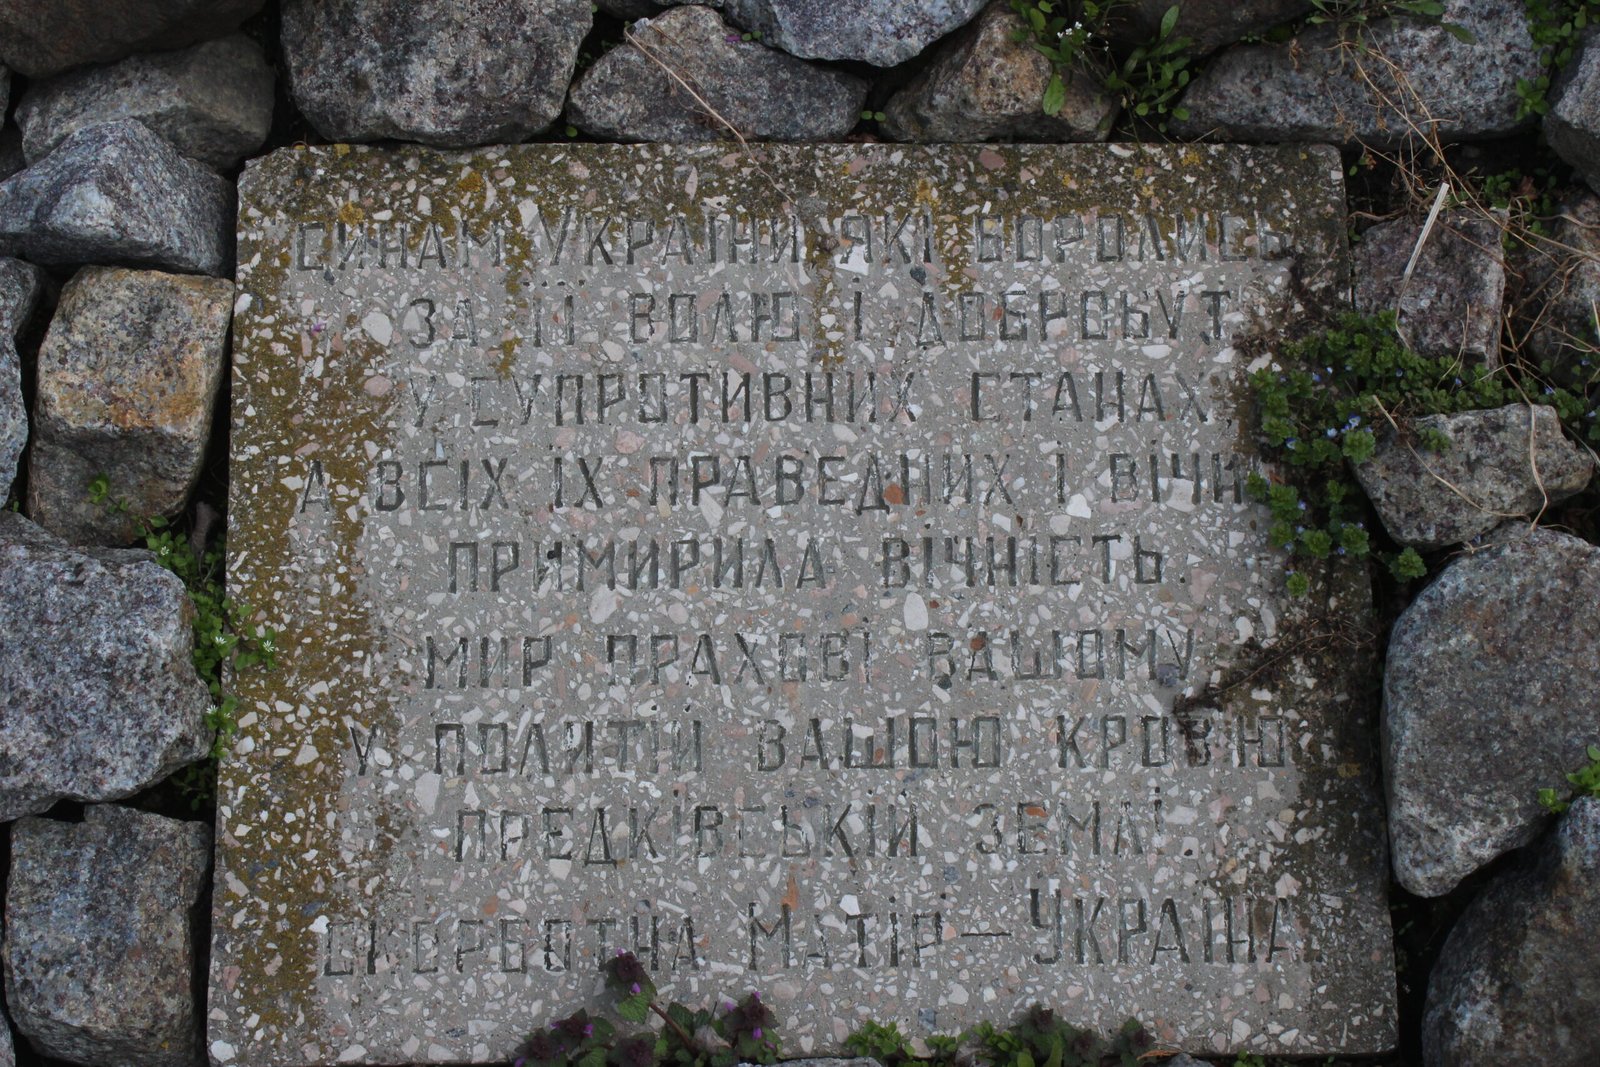 СИНАМ УКРАЇНИ ЯКІ БОРОЛИСЬ
ЗА ЇЇ ВОЛЮ І ДОБРОБУТ
У СУПРОТИВНИХ СТАНАХ
А ВСІХ ЇХ ПРАВЕДНИХ І ВІЧНА
ПРИМИРИЛА ВІЧНІСТЬ.
МИР ПРАХОВІ ВАШОМУ
У ПОЛИТІЙ ВАШОЮ КРОВ'Ю
ПРЕДКІВСЬКІЙ ЗЕМЛІ.
СКОРБОТНА МАТІР — УКРАЇНА.